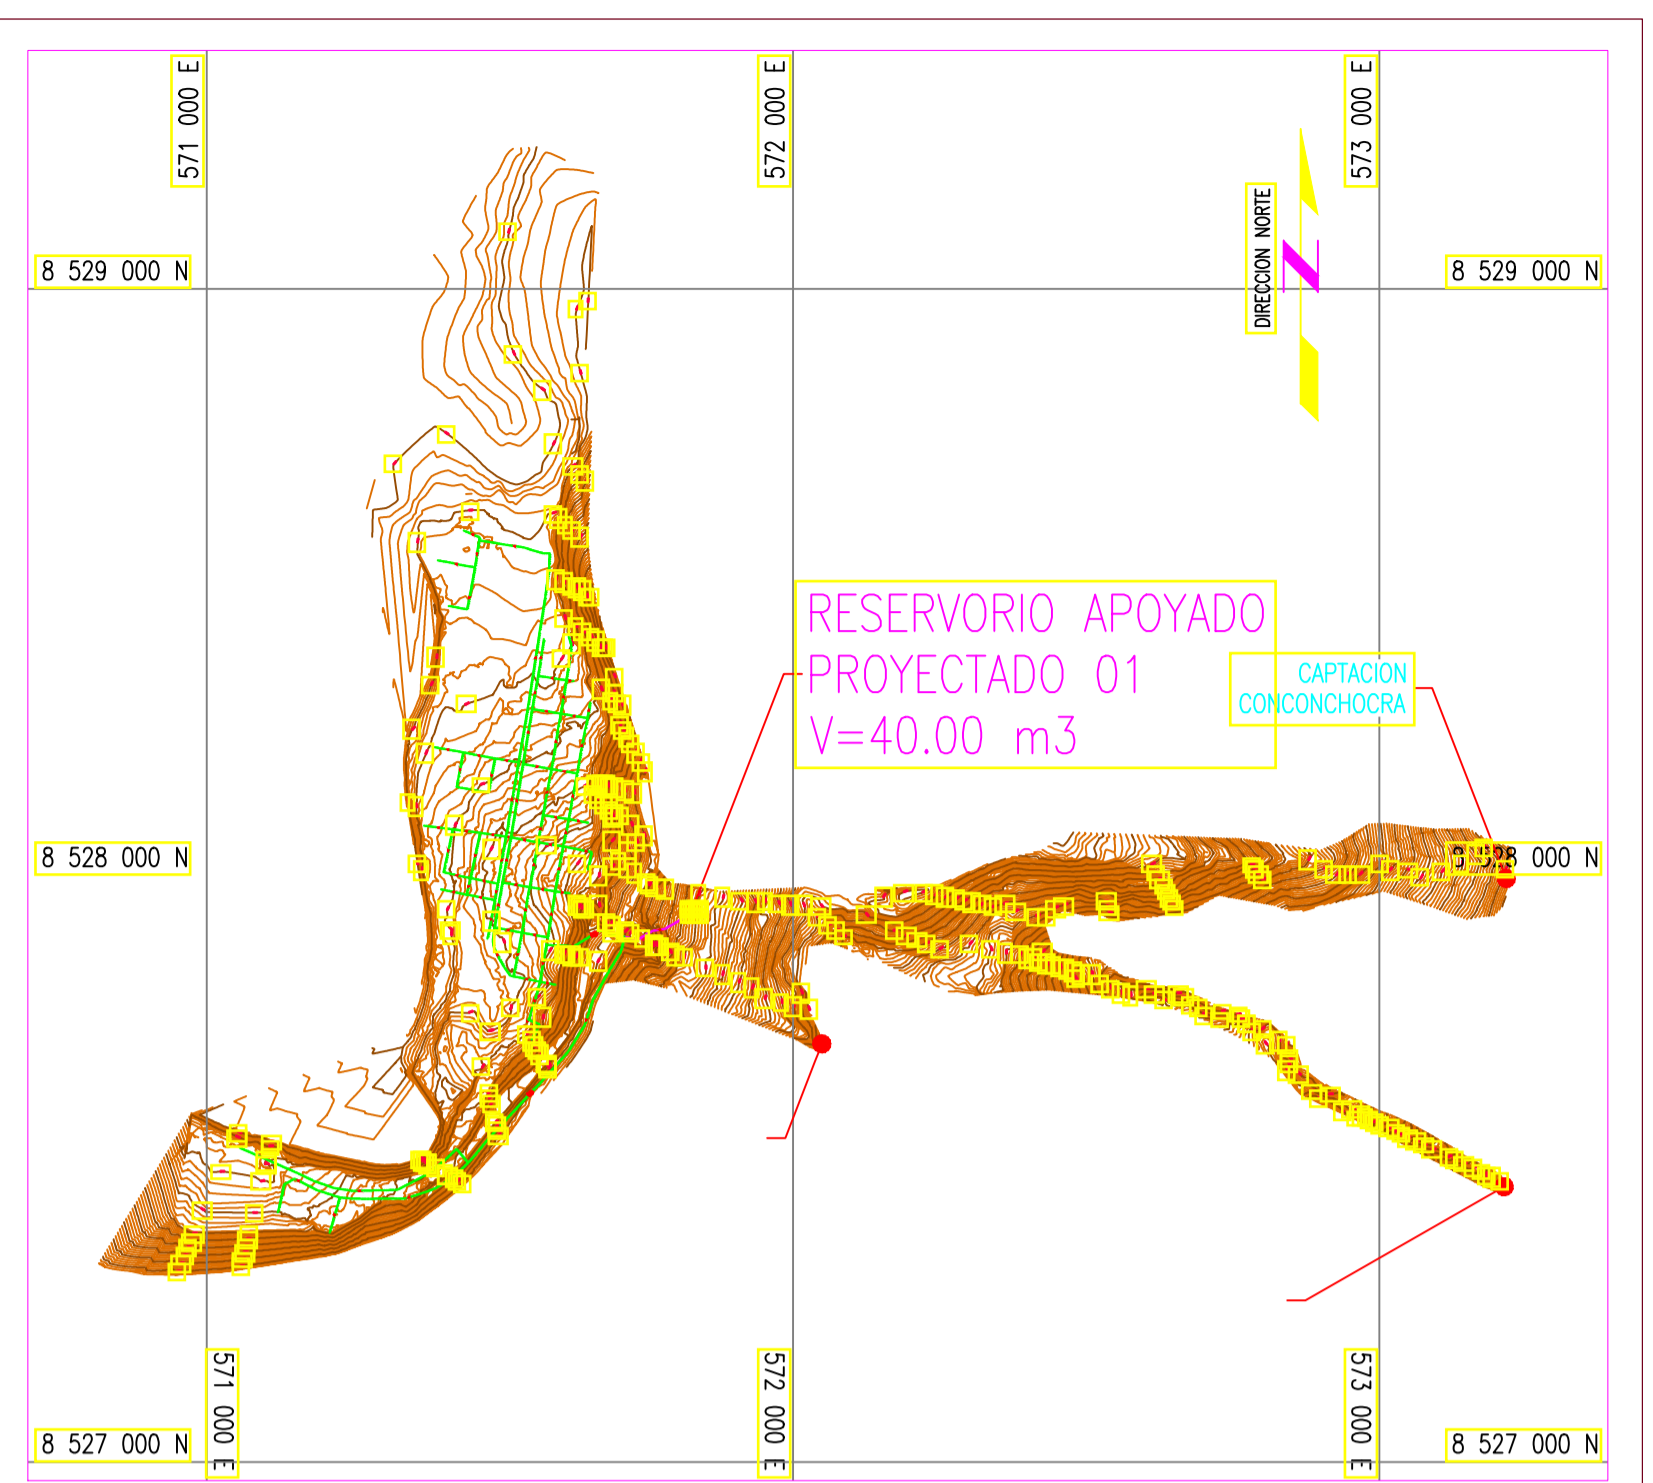 571 000 E
572 000 E
573 000 E
DIRECCION NORTE
N
8 529 000 N
8 529 000 N
RESERVORIO APOYADO
PROYECTADO 01
V=40.00 m3
CAPTACION
CONCONCHOCRA
8 528 000 N
8 528 000 N
571 000 E
572 000 E
573 000 E
8 527 000 N
8 527 000 N